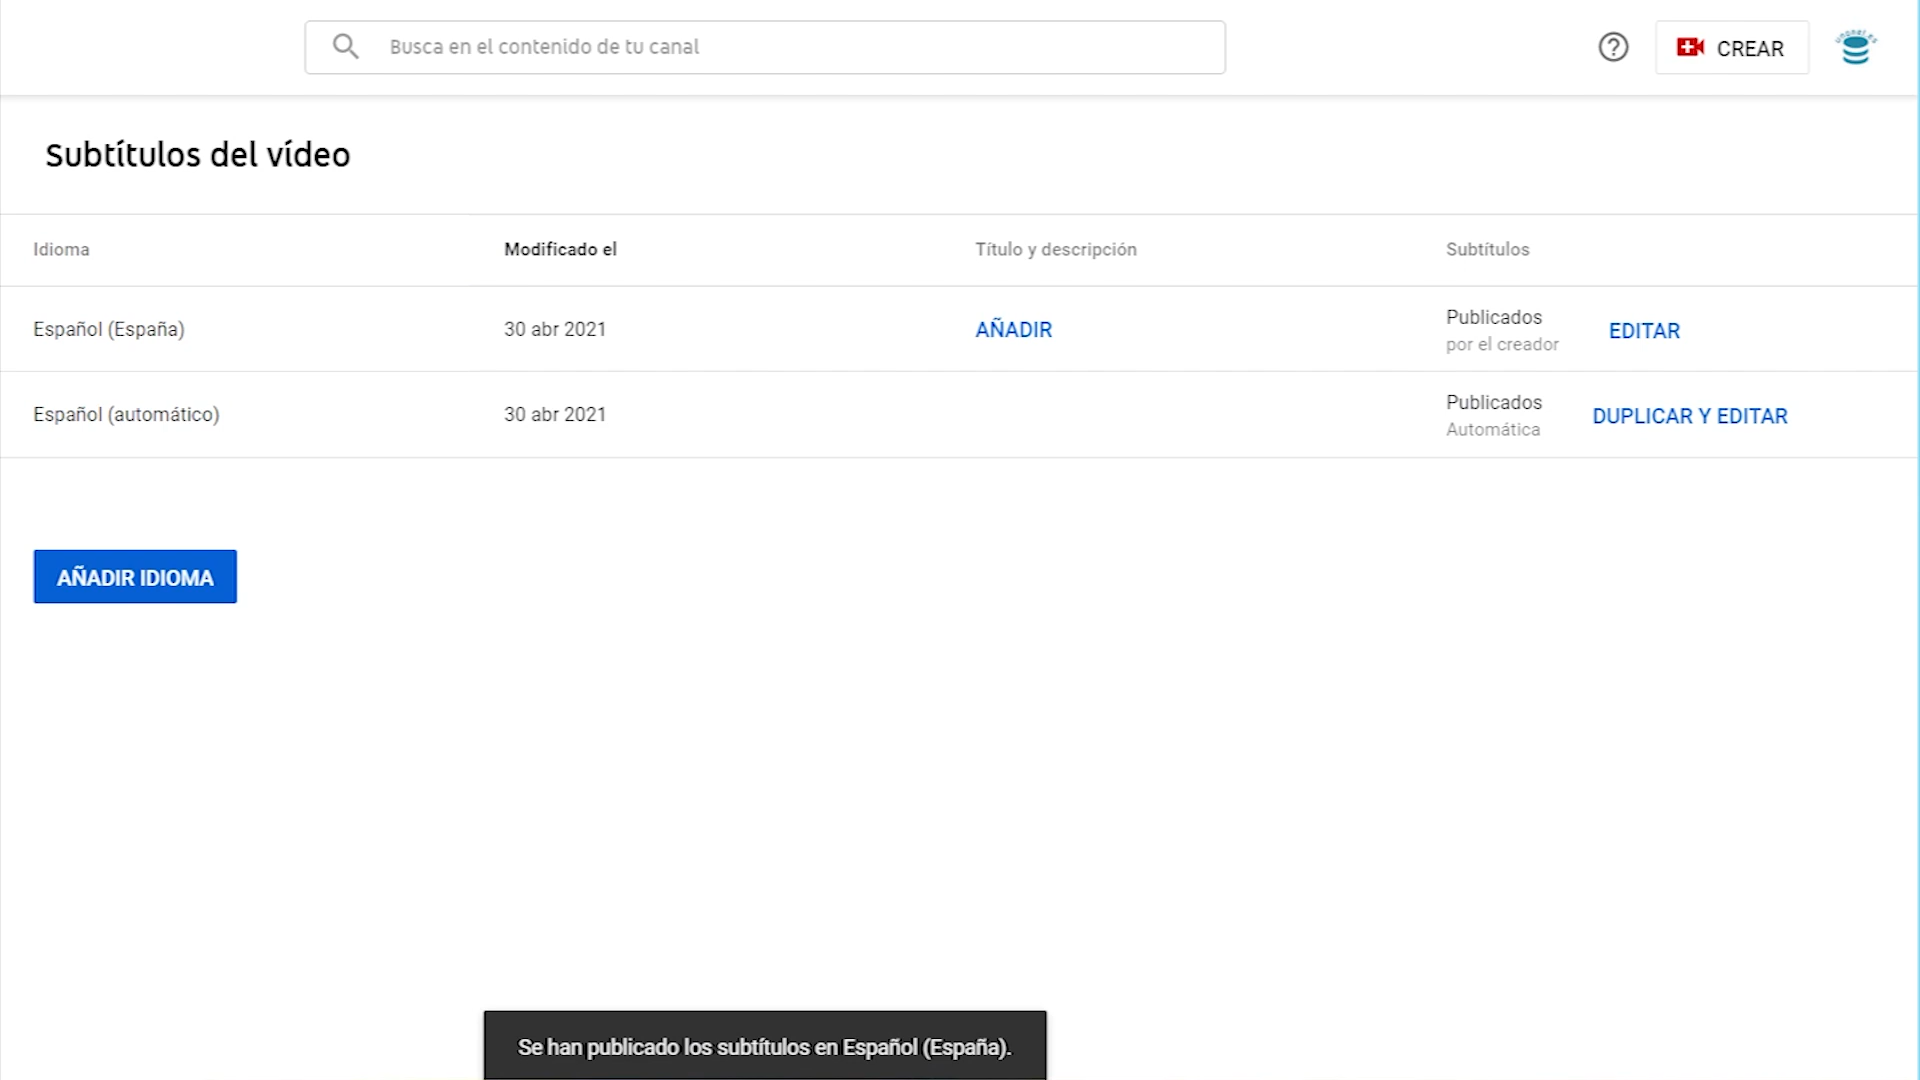 Busca en el contenido de tu canal
CREAR
Subtítulos del vídeo
Idioma Modificado el Título y descripción Subtítulos
Español (España) 30 abr 2021 AÑADIR Publicados por el creador EDITAR
Español (automático) 30 abr 2021 Publicados Automática DUPLICAR Y EDITAR
AÑADIR IDIOMA
Se han publicado los subtítulos en Español (España).